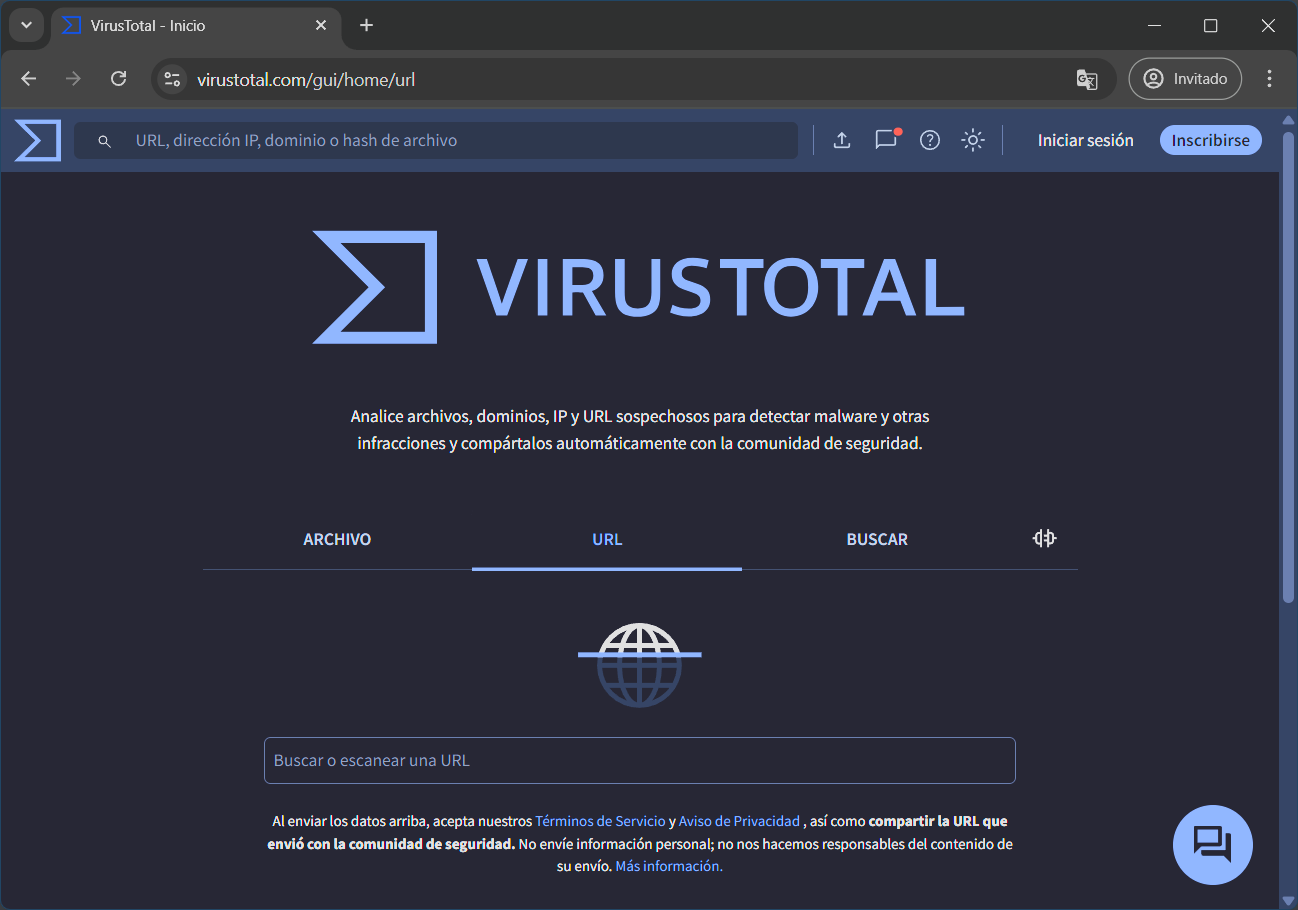 VirusTotal - Inicio
virustotal.com/gui/home/url
Invitado
URL, dirección IP, dominio o hash de archivo
Iniciar sesión
Inscribirse
VIRUSTOTAL
Analice archivos, dominios, IP y URL sospechosos para detectar malware y otras
infracciones y compártalos automáticamente con la comunidad de seguridad.
ARCHIVO
URL
BUSCAR
Buscar o escanear una URL
Al enviar los datos arriba, acepta nuestros Términos de Servicio y Aviso de Privacidad , así como compartir la URL que
envió con la comunidad de seguridad. No envíe información personal; no nos hacemos responsables del contenido de
su envío. Más información.